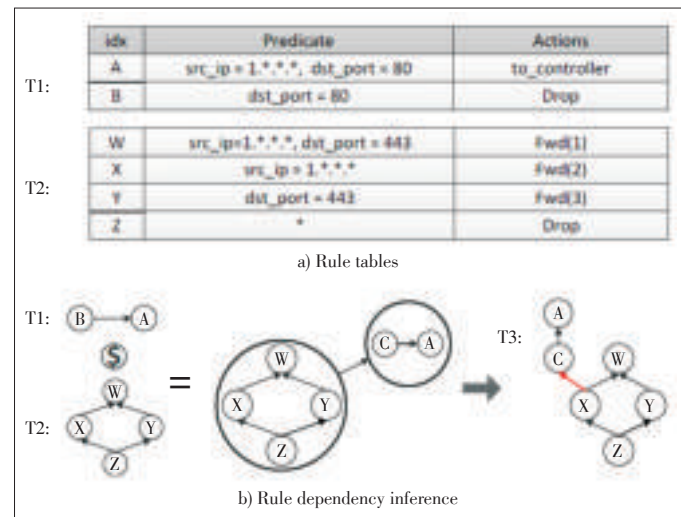 idx Predicate Actions
T1:
A src_ip = 1.*.*.*, dst_port = 80 to_controller
B dst_port = 80 Drop
T2:
W src_ip=1.*.*.*, dst_port = 443 Fwd(1)
X src_ip = 1.*.*.* Fwd(2)
Y dst_port = 443 Fwd(3)
Z * Drop
a) Rule tables
T1: B A
S
T2: W X Y Z
=
W X Y Z
C A
T3: A C W X Y Z
b) Rule dependency inference